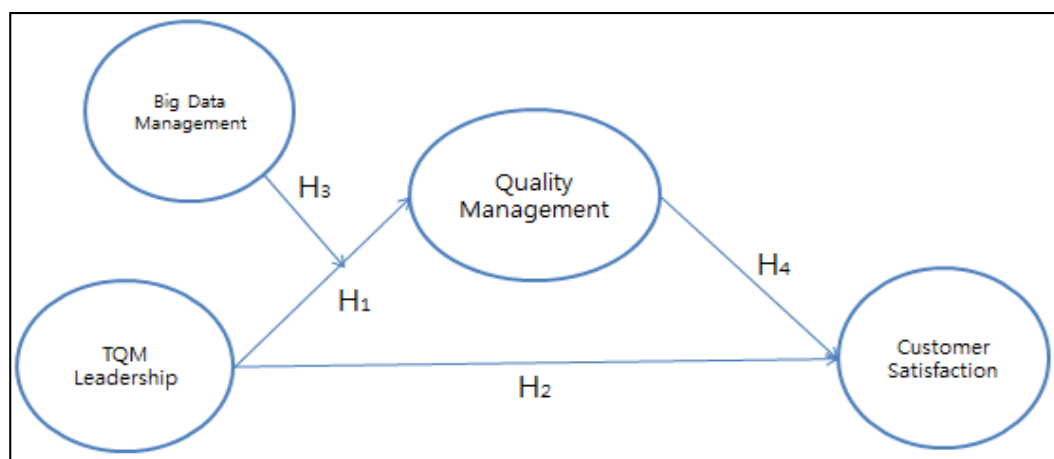 Big Data
Management
H₃
Quality
Management
H₁
H₄
TQM
Leadership
H₂
Customer
Satisfaction